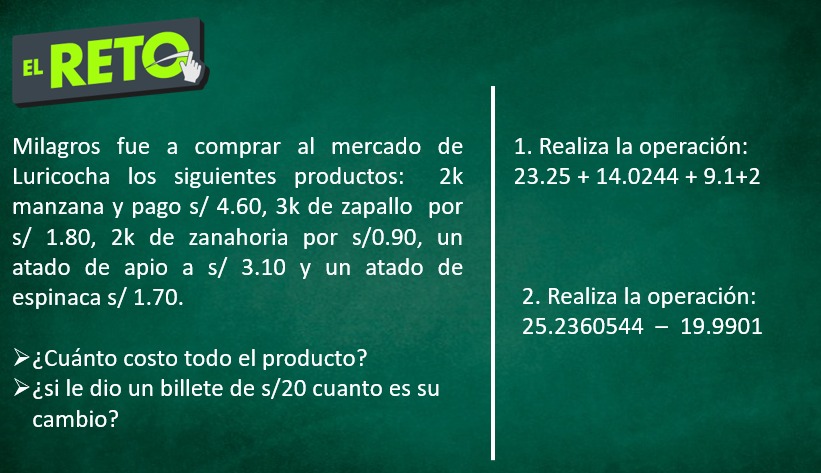 EL RETO
Milagros fue a comprar al mercado de
Luricocha los siguientes productos: 2k
manzana y pago s/ 4.60, 3k de zapallo por
s/ 1.80, 2k de zanahoria por s/0.90, un
atado de apio a s/ 3.10 y un atado de
espinaca s/ 1.70.
➢¿Cuánto costo todo el producto?
➢¿si le dio un billete de s/20 cuanto es su
cambio?
1. Realiza la operación:
23.25 + 14.0244 + 9.1+2
2. Realiza la operación:
25.2360544 – 19.9901